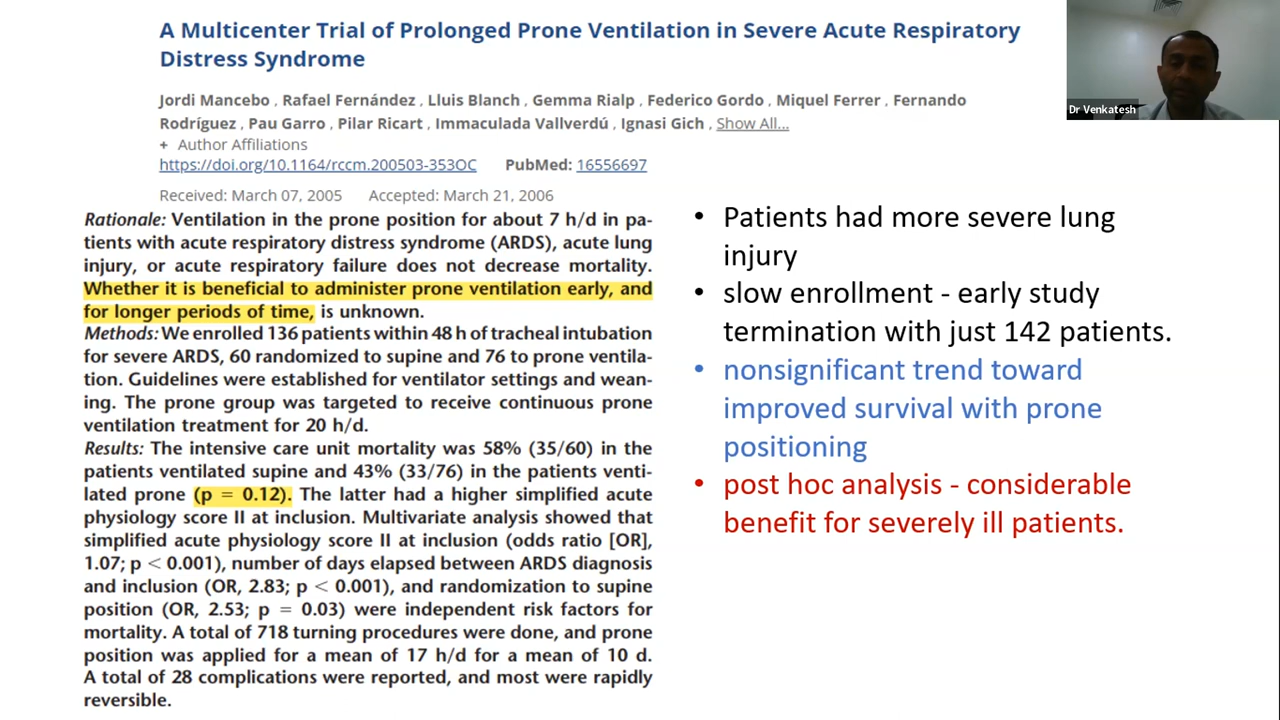 A Multicenter Trial of Prolonged Prone Ventilation in Severe Acute Respiratory
Distress Syndrome
Jordi Mancebo , Rafael Fernández , Lluis Blanch , Gemma Rialp , Federico Gordo , Miquel Ferrer , Fernando
Rodríguez , Pau Garro , Pilar Ricart , Immaculada Vallverdú , Ignasi Gich , Show All...
+ Author Affiliations
https://doi.org/10.1164/rccm.200503-353OC PubMed: 16556697
Received: March 07, 2005 Accepted: March 21, 2006
Rationale: Ventilation in the prone position for about 7 h/d in pa-
tients with acute respiratory distress syndrome (ARDS), acute lung
injury, or acute respiratory failure does not decrease mortality.
Whether it is beneficial to administer prone ventilation early, and
for longer periods of time, is unknown.
Methods: We enrolled 136 patients within 48 h of tracheal intubation
for severe ARDS, 60 randomized to supine and 76 to prone ventila-
tion. Guidelines were established for ventilator settings and wean-
ing. The prone group was targeted to receive continuous prone
ventilation treatment for 20 h/d.
Results: The intensive care unit mortality was 58% (35/60) in the
patients ventilated supine and 43% (33/76) in the patients venti-
lated prone (p = 0.12). The latter had a higher simplified acute
physiology score II at inclusion. Multivariate analysis showed that
simplified acute physiology score II at inclusion (odds ratio [OR],
1.07; p < 0.001), number of days elapsed between ARDS diagnosis
and inclusion (OR, 2.83; p < 0.001), and randomization to supine
position (OR, 2.53; p = 0.03) were independent risk factors for
mortality. A total of 718 turning procedures were done, and prone
position was applied for a mean of 17 h/d for a mean of 10 d.
A total of 28 complications were reported, and most were rapidly
reversible.
• Patients had more severe lung
injury
• slow enrollment - early study
termination with just 142 patients.
• nonsignificant trend toward
improved survival with prone
positioning
• post hoc analysis - considerable
benefit for severely ill patients.
Dr Venkatesh